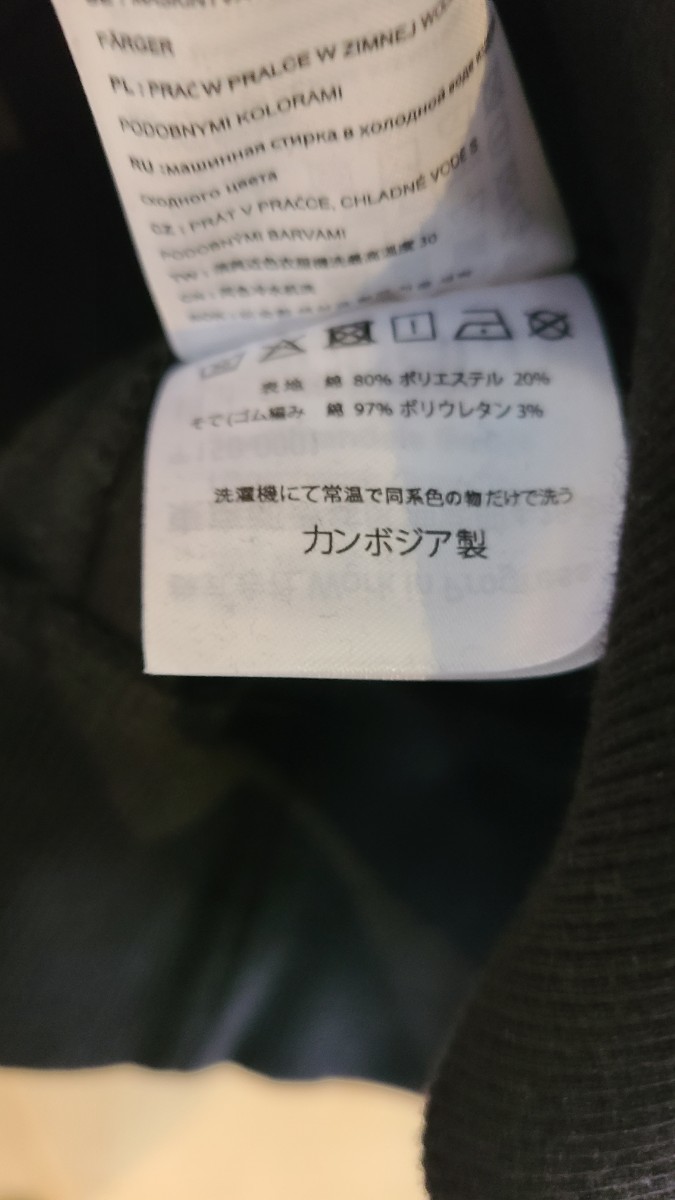 FÄRGER
PL : PRAĆ W PRALCE W ZIMNEJ
PODOBNYMI KOLORAMI
RU :машинная стирка в холодной воде
сходного цвета
CZ : PRÁT V PRAČCE, CHLADNÉ VODĚ S
PODOBNÝMI BARVAMI
表地 綿 80% ポリエステル 20%
そで(ゴム編み 綿 97% ポリウレタン 3%
洗濯機にて常温で同系色の物だけで洗う
カンボジア製